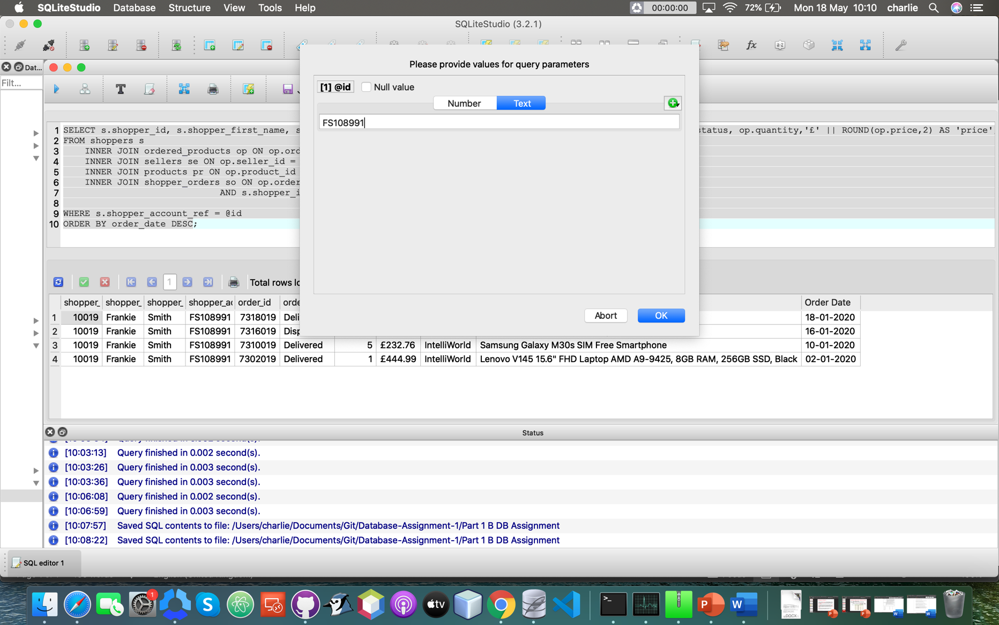 SQLiteStudio Database Structure View Tools Help 00:00:00 72% Mon 18 May 10:10 charlie
SQLiteStudio (3.2.1)
Dat...
Filt...
Please provide values for query parameters
[1] @id Null value
Number Text
FS108991
1 SELECT s.shopper_id, s.shopper_first_name, s status, op.quantity,'£' || ROUND(op.price,2) AS 'price'
2 FROM shoppers s
3 INNER JOIN ordered_products op ON op.ord
4 INNER JOIN sellers se ON op.seller_id =
5 INNER JOIN products pr ON op.product_id
6 INNER JOIN shopper_orders so ON op.order
7 AND s.shopper_i
8
9 WHERE s.shopper_account_ref = @id
10 ORDER BY order_date DESC;
Abort OK
1 Total rows lo
shopper_ shopper_ shopper_ shopper_ac order_id orde Order Date
1 10019 Frankie Smith FS108991 7318019 Deli 18-01-2020
2 10019 Frankie Smith FS108991 7316019 Disp 16-01-2020
3 10019 Frankie Smith FS108991 7310019 Delivered 5 £232.76 IntelliWorld Samsung Galaxy M30s SIM Free Smartphone 10-01-2020
4 10019 Frankie Smith FS108991 7302019 Delivered 1 £444.99 IntelliWorld Lenovo V145 15.6" FHD Laptop AMD A9-9425, 8GB RAM, 256GB SSD, Black 02-01-2020
Status
[10:03:13] Query finished in 0.002 second(s).
[10:03:26] Query finished in 0.003 second(s).
[10:03:36] Query finished in 0.003 second(s).
[10:06:08] Query finished in 0.002 second(s).
[10:06:59] Query finished in 0.003 second(s).
[10:07:57] Saved SQL contents to file: /Users/charlie/Documents/Git/Database-Assignment-1/Part 1 B DB Assignment
[10:08:22] Saved SQL contents to file: /Users/charlie/Documents/Git/Database-Assignment-1/Part 1 B DB Assignment
SQL editor 1
1
tv